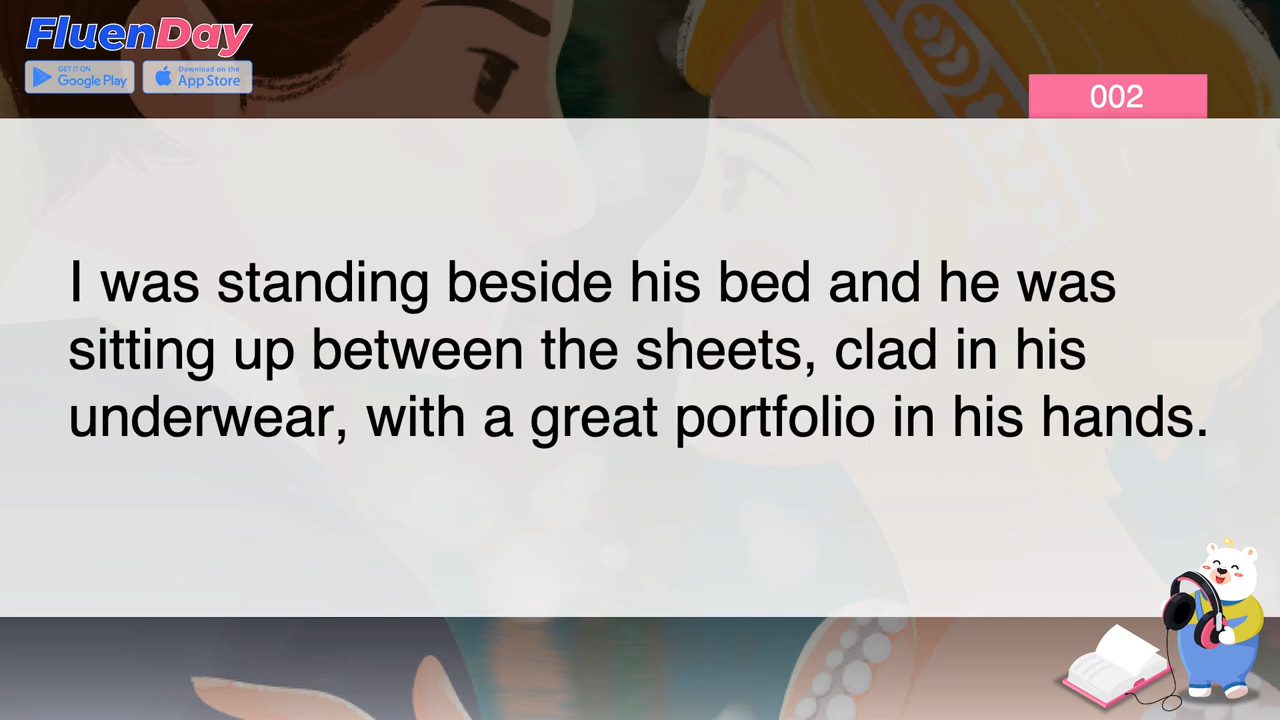 FluenDay
GET IT ON
Google Play
Download on the
App Store
002
I was standing beside his bed and he was
sitting up between the sheets, clad in his
underwear, with a great portfolio in his hands.